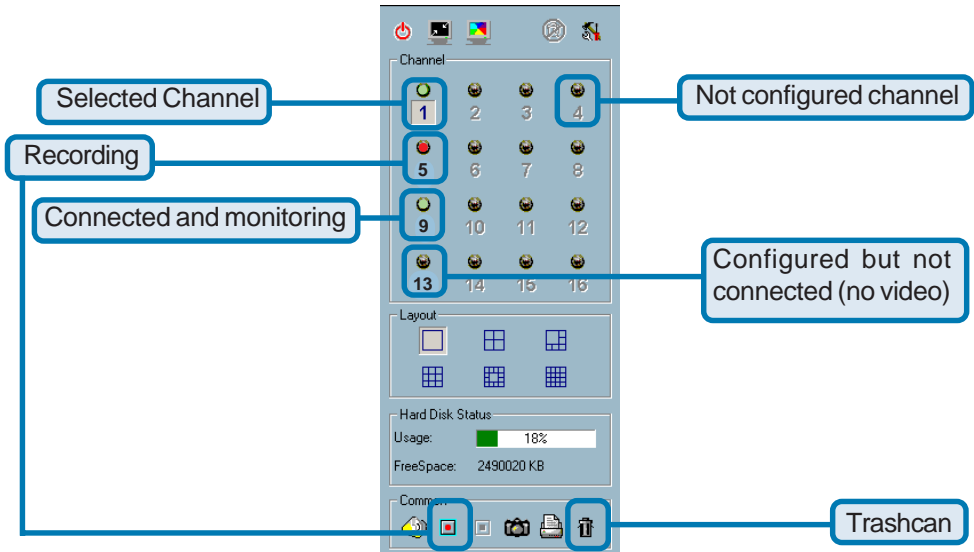 Channel
Selected Channel
Not configured channel
1 2 3 4
Recording
5 6 7 8
Connected and monitoring
9 10 11 12
Configured but not
connected (no video)
13 14 15 16
Layout
Hard Disk Status
Usage: 18%
FreeSpace: 2490020 KB
Common
Trashcan